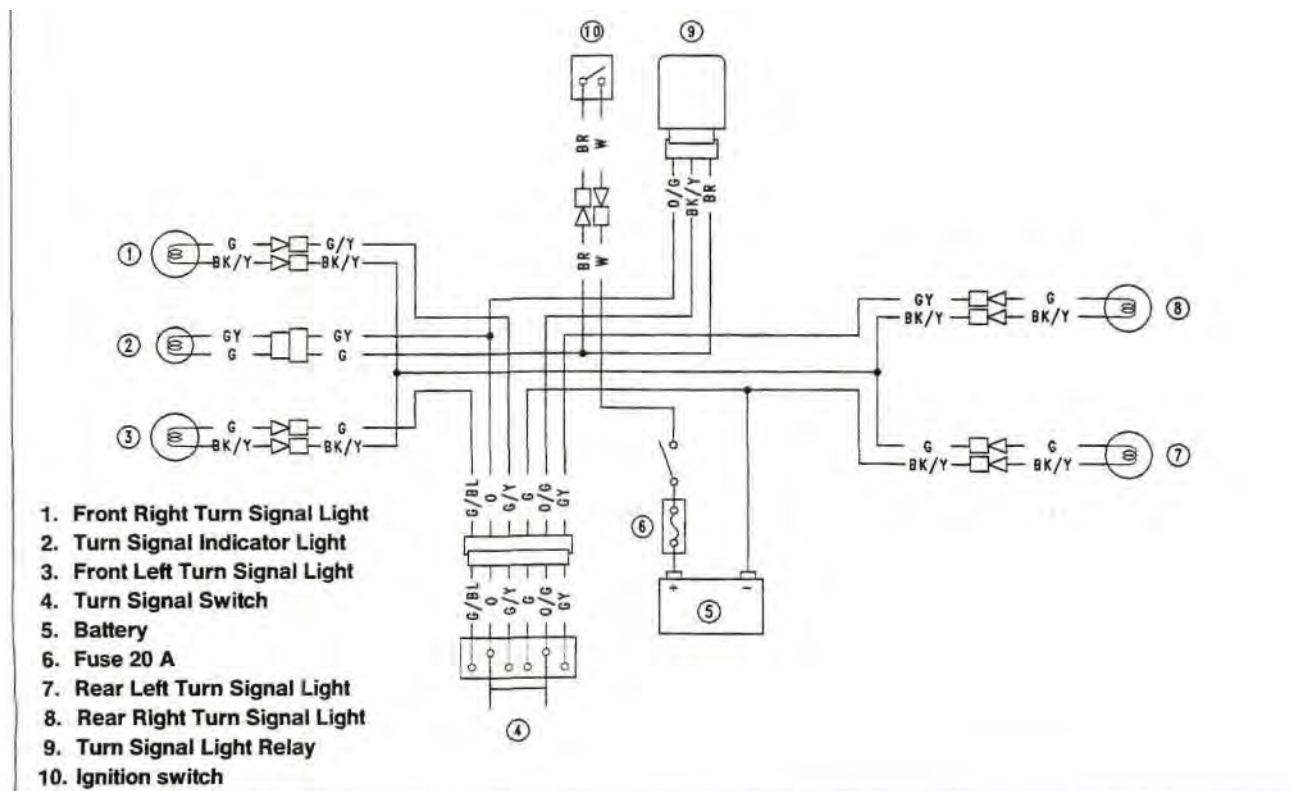 10 9
BR W
O/G BK/Y BR
1 G G/Y
BK/Y BK/Y
BR W
GY G 8
BK/Y BK/Y
2 GY GY
G G
3 G G
BK/Y BK/Y
G G 7
BK/Y BK/Y
G/BL O G/Y G O/G GY
6
+ −
5
G/BL O G/Y G O/G GY
4
1. Front Right Turn Signal Light
2. Turn Signal Indicator Light
3. Front Left Turn Signal Light
4. Turn Signal Switch
5. Battery
6. Fuse 20 A
7. Rear Left Turn Signal Light
8. Rear Right Turn Signal Light
9. Turn Signal Light Relay
10. Ignition switch